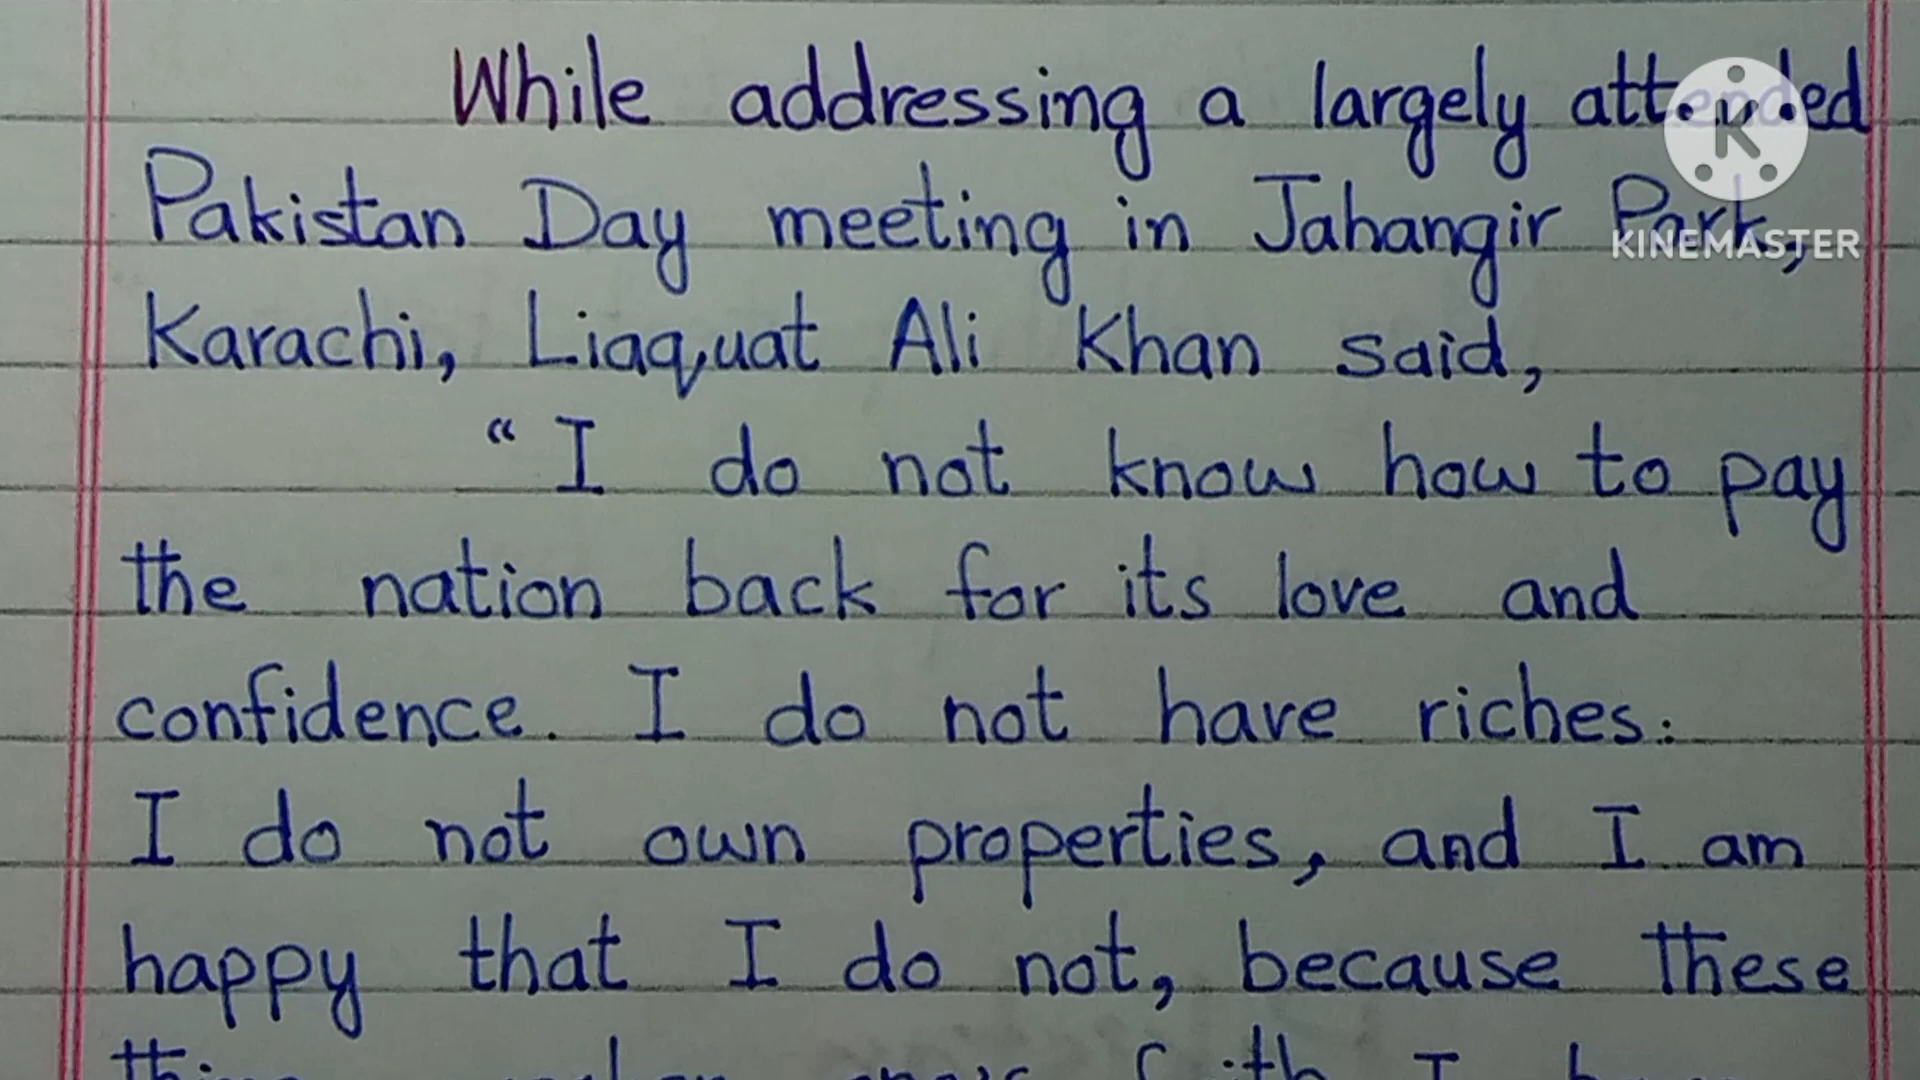 While addressing a largely attended
Pakistan Day meeting in Jahangir Park,
KINEMASTER
Karachi, Liaquat Ali Khan said,
"I do not know how to pay
the nation back for its love and
confidence. I do not have riches:
I do not own properties, and I am
happy that I do not, because these